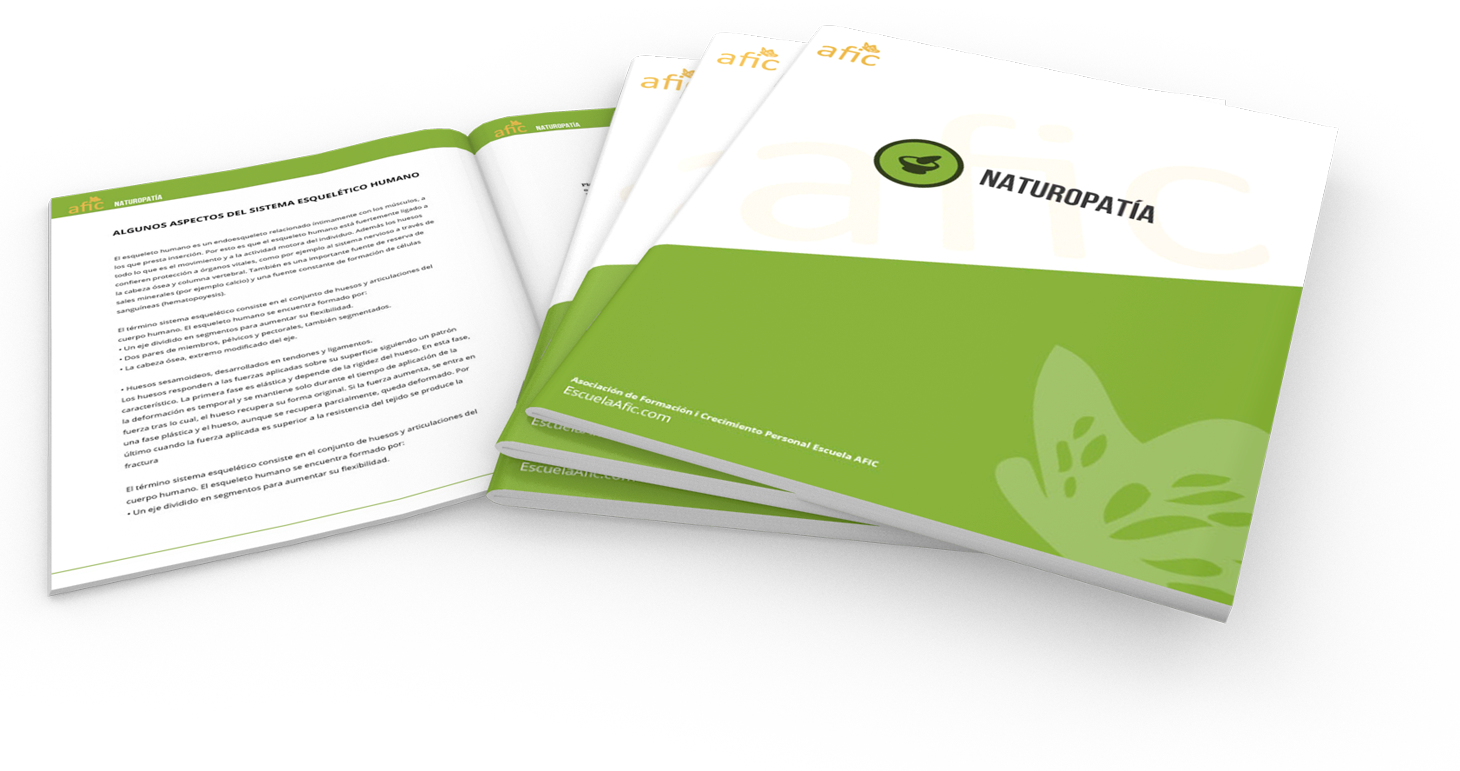 afic NATUROPATÍA
ALGUNOS ASPECTOS DEL SISTEMA ESQUELÉTICO HUMANO
El esqueleto humano es un endoesqueleto relacionado íntimamente con los músculos, a
los que presta inserción. Por esto es que el esqueleto humano está fuertemente ligado a
todo lo que es el movimiento y a la actividad motora del individuo. Además los huesos
confieren protección a órganos vitales, como por ejemplo al sistema nervioso a través de
la cabeza ósea y columna vertebral. También es una importante fuente de reserva de
sales minerales (por ejemplo calcio) y una fuente constante de formación de células
sanguíneas (hematopoyesis).
El término sistema esquelético consiste en el conjunto de huesos y articulaciones del
cuerpo humano. El esqueleto humano se encuentra formado por:
• Un eje dividido en segmentos para aumentar su flexibilidad.
• Dos pares de miembros, pélvicos y pectorales, también segmentados.
• La cabeza ósea, extremo modificado del eje.
• Huesos sesamoideos, desarrollados en tendones y ligamentos.
Los huesos responden a las fuerzas aplicadas sobre su superficie siguiendo un patrón
característico. La primera fase es elástica y depende de la rigidez del hueso. En esta fase,
la deformación es temporal y se mantiene solo durante el tiempo de aplicación de la
fuerza tras lo cual, el hueso recupera su forma original. Si la fuerza aumenta, se entra en
una fase plástica y el hueso, aunque se recupera parcialmente, queda deformado. Por
último cuando la fuerza aplicada es superior a la resistencia del tejido se produce la
fractura
El término sistema esquelético consiste en el conjunto de huesos y articulaciones del
cuerpo humano. El esqueleto humano se encuentra formado por:
• Un eje dividido en segmentos para aumentar su flexibilidad.
afic NATUROPATÍA
afic
afic
afic
afic
NATUROPATÍA
Asociación de Formación i Crecimiento Personal Escuela AFIC
EscuelaAfic.com
EscuelaAfic.com